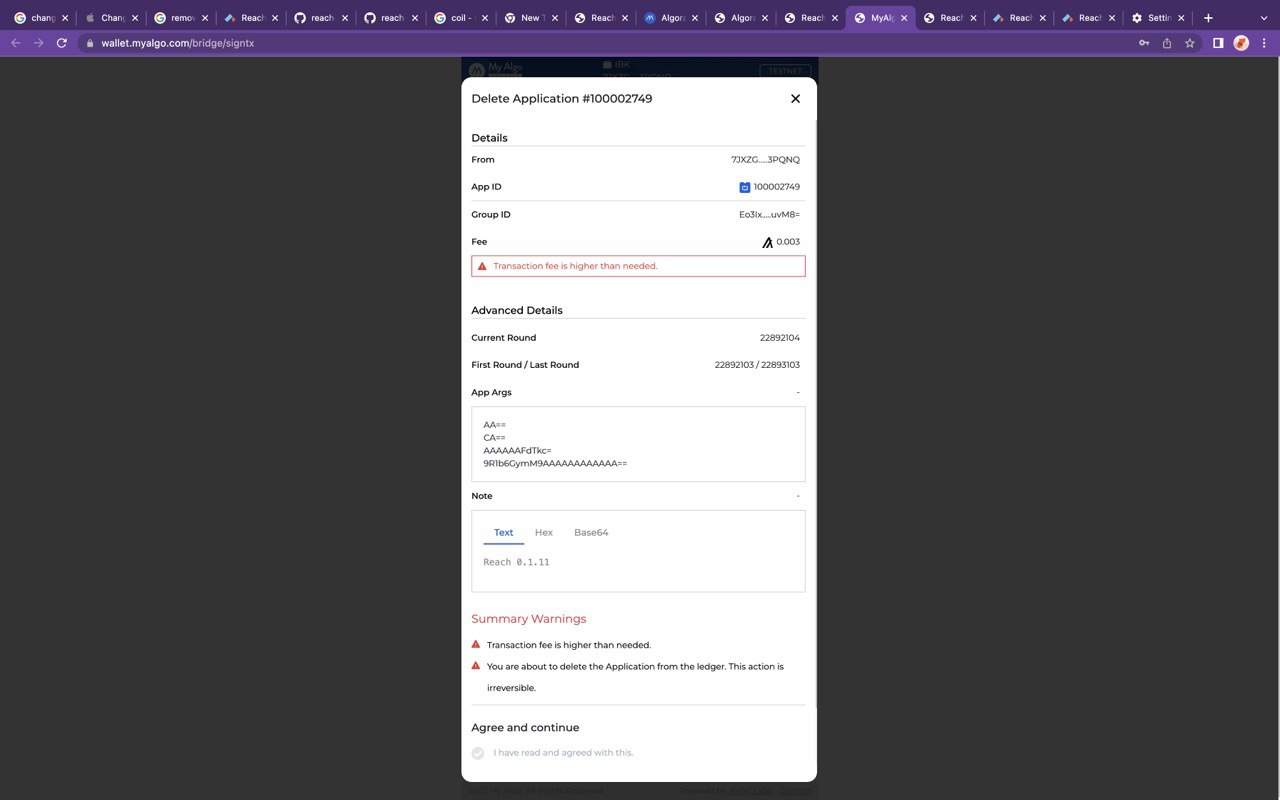 chang
Chang
remov
Reach
reach
reach
coil -
New T
Reach
Algora
Algora
Reach
MyAlg
Reach
Reach
Reach
Settin
wallet.myalgo.com/bridge/signtx
My Algo
IBK
TESTNET
Delete Application #100002749
Details
From 7JXZG.....3PQNQ
App ID 100002749
Group ID Eo3Ix.....uvM8=
Fee 0.003
Transaction fee is higher than needed.
Advanced Details
Current Round 22892104
First Round / Last Round 22892103 / 22893103
App Args -
AA==
CA==
AAAAAAFdTkc=
9R1b6GymM9AAAAAAAAAAAA==
Note -
Text Hex Base64
Reach 0.1.11
Summary Warnings
Transaction fee is higher than needed.
You are about to delete the Application from the ledger. This action is
irreversible.
Agree and continue
I have read and agreed with this.
2022 My Algo. All Rights Reserved. Powered by Rand Labs · Contact